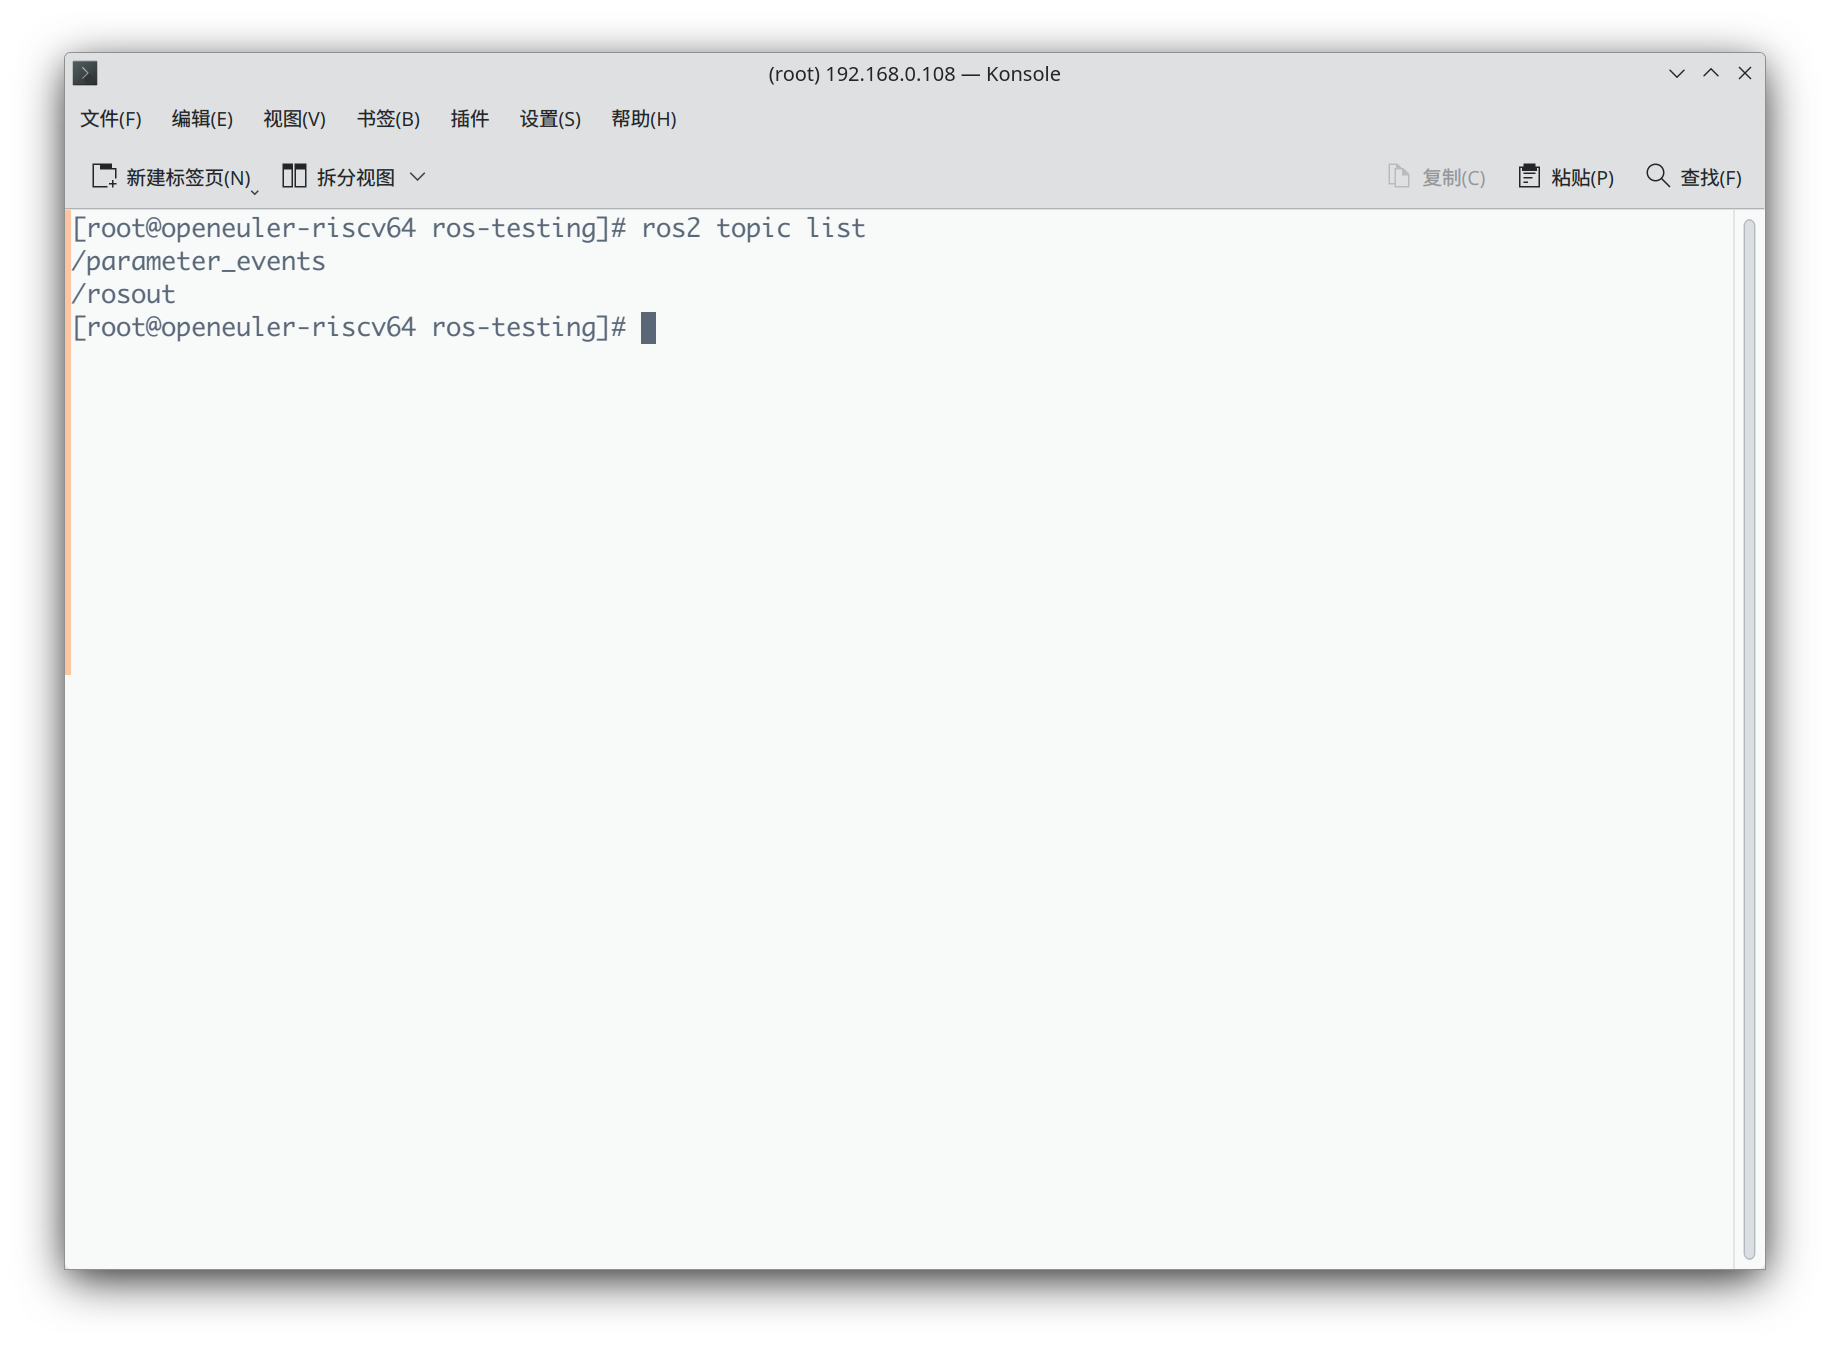 (root) 192.168.0.108 — Konsole
文件(F) 编辑(E) 视图(V) 书签(B) 插件 设置(S) 帮助(H)
新建标签页(N) 拆分视图 复制(C) 粘贴(P) 查找(F)
[root@openeuler-riscv64 ros-testing]# ros2 topic list
/parameter_events
/rosout
[root@openeuler-riscv64 ros-testing]#